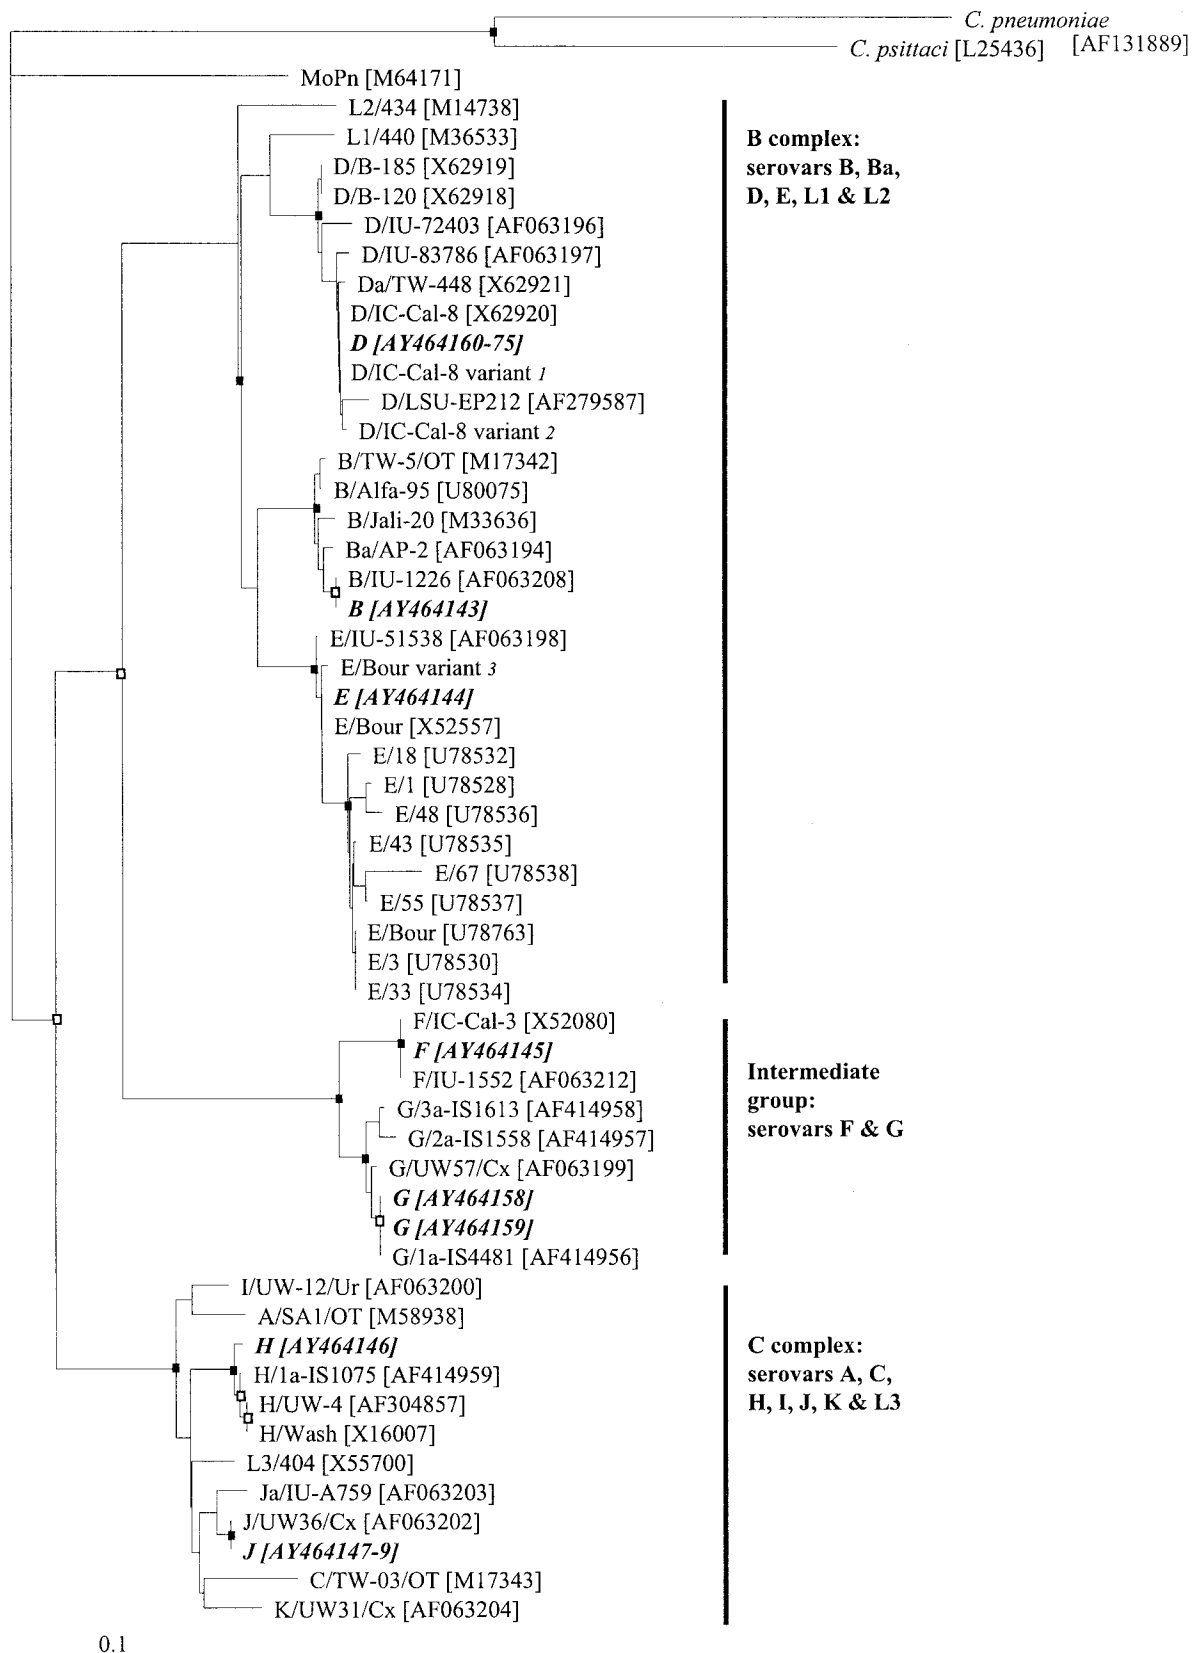 C. pneumoniae
C. psittaci [L25436] [AF131889]
MoPn [M64171]
L2/434 [M14738]
L1/440 [M36533]
D/B-185 [X62919]
D/B-120 [X62918]
D/IU-72403 [AF063196]
D/IU-83786 [AF063197]
Da/TW-448 [X62921]
D/IC-Cal-8 [X62920]
D [AY464160-75]
D/IC-Cal-8 variant 1
D/LSU-EP212 [AF279587]
D/IC-Cal-8 variant 2
B/TW-5/OT [M17342]
B/Alfa-95 [U80075]
B/Jali-20 [M33636]
Ba/AP-2 [AF063194]
B/IU-1226 [AF063208]
B [AY464143]
E/IU-51538 [AF063198]
E/Bour variant 3
E [AY464144]
E/Bour [X52557]
E/18 [U78532]
E/1 [U78528]
E/48 [U78536]
E/43 [U78535]
E/67 [U78538]
E/55 [U78537]
E/Bour [U78763]
E/3 [U78530]
E/33 [U78534]
B complex:
serovars B, Ba,
D, E, L1 & L2
F/IC-Cal-3 [X52080]
F [AY464145]
F/IU-1552 [AF063212]
G/3a-IS1613 [AF414958]
G/2a-IS1558 [AF414957]
G/UW57/Cx [AF063199]
G [AY464158]
G [AY464159]
G/1a-IS4481 [AF414956]
Intermediate
group:
serovars F & G
I/UW-12/Ur [AF063200]
A/SA1/OT [M58938]
H [AY464146]
H/1a-IS1075 [AF414959]
H/UW-4 [AF304857]
H/Wash [X16007]
L3/404 [X55700]
Ja/IU-A759 [AF063203]
J/UW36/Cx [AF063202]
J [AY464147-9]
C/TW-03/OT [M17343]
K/UW31/Cx [AF063204]
C complex:
serovars A, C,
H, I, J, K & L3
0.1